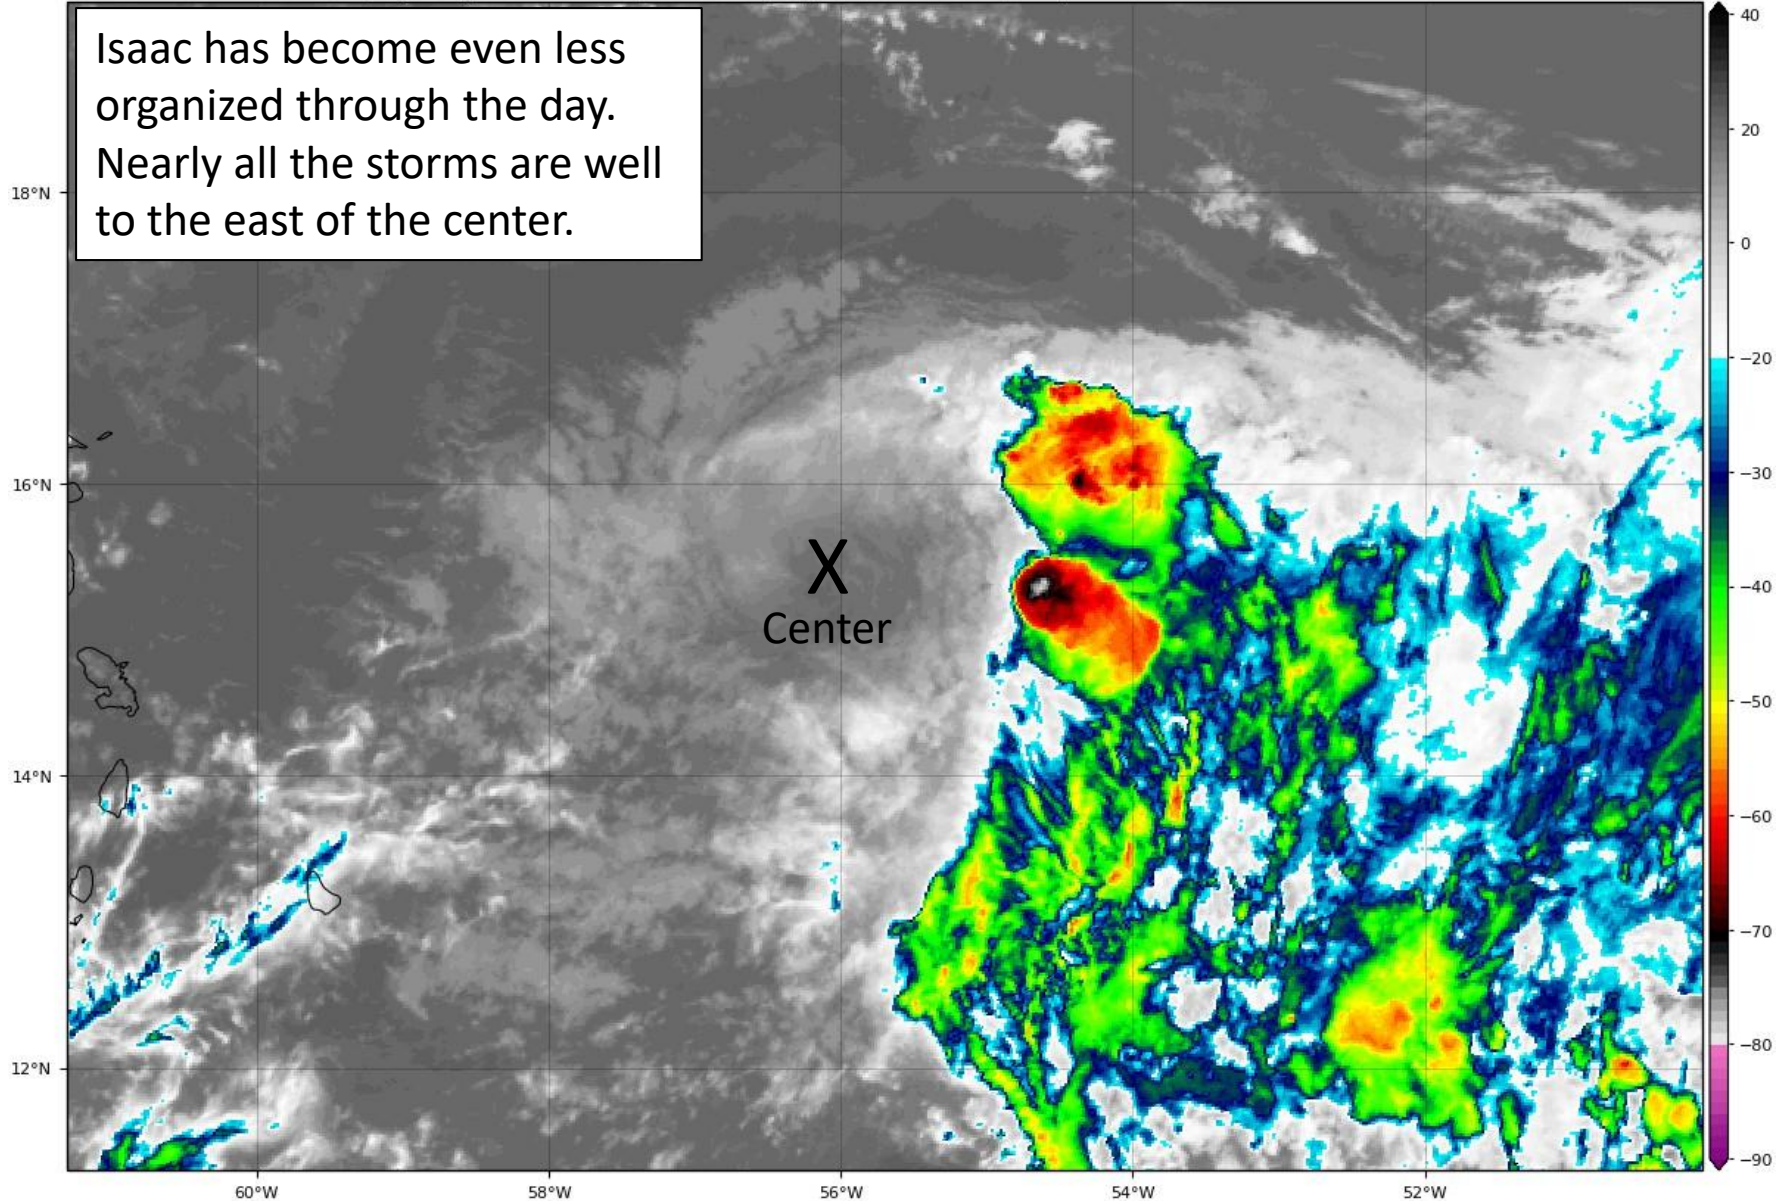 Isaac has become even less
organized through the day.
Nearly all the storms are well
to the east of the center.
X
Center
18°N
16°N
14°N
12°N
60°W
58°W
56°W
54°W
52°W
40
20
0
−20
−30
−40
−50
−60
−70
−80
−90